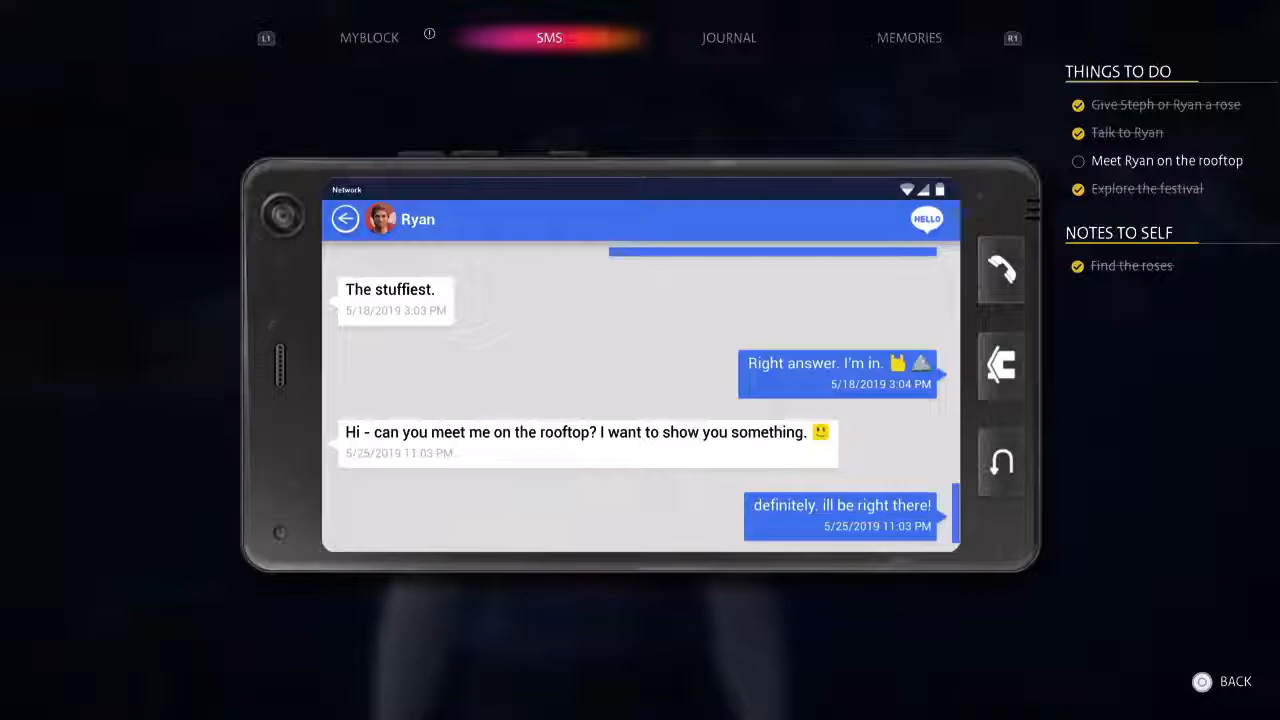 L1
MYBLOCK
SMS
JOURNAL
MEMORIES
R1
THINGS TO DO
Give Steph or Ryan a rose
Talk to Ryan
Meet Ryan on the rooftop
Explore the festival
NOTES TO SELF
Find the roses
Network
Ryan
HELLO
The stuffiest.
5/18/2019 3:03 PM
Right answer. I'm in. 🤘 ⛰️
5/18/2019 3:04 PM
Hi - can you meet me on the rooftop? I want to show you something. 🙂
5/25/2019 11:03 PM
definitely. ill be right there!
5/25/2019 11:03 PM
BACK